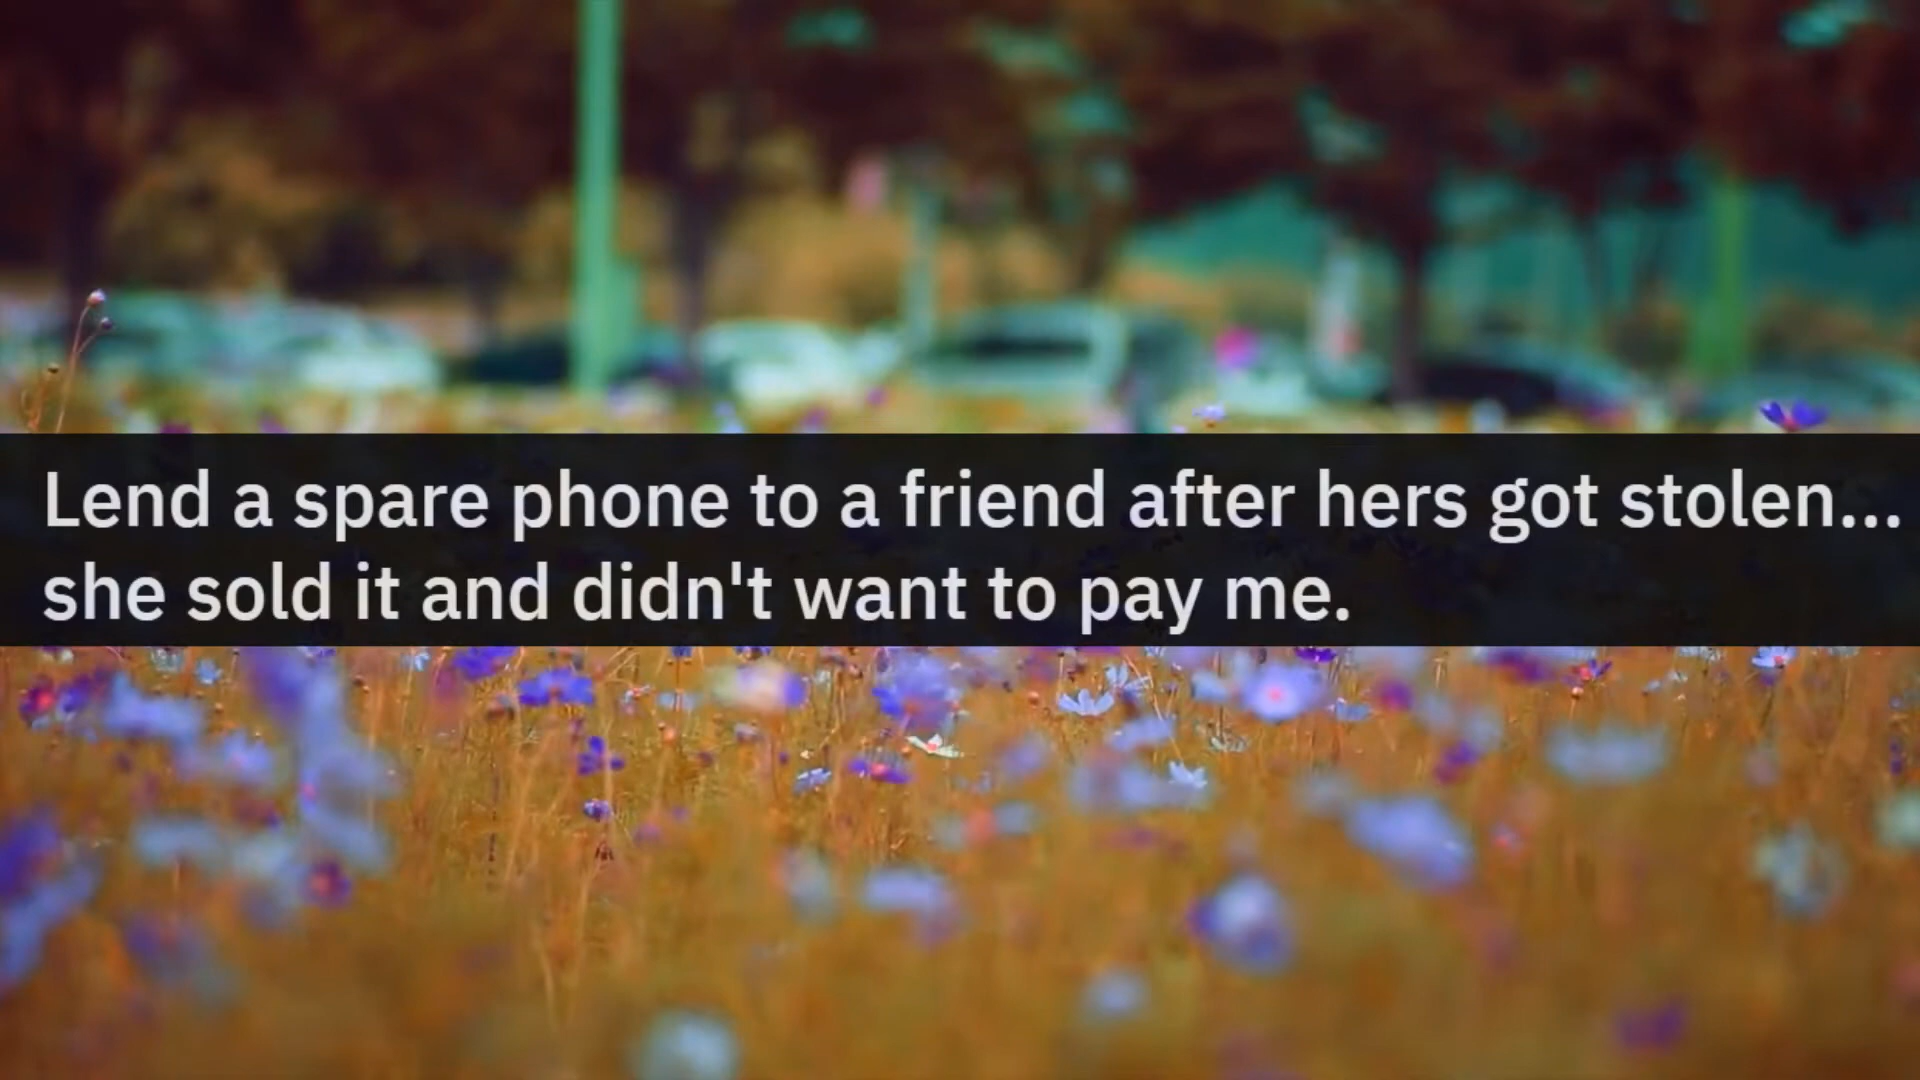 Lend a spare phone to a friend after hers got stolen...
she sold it and didn't want to pay me.